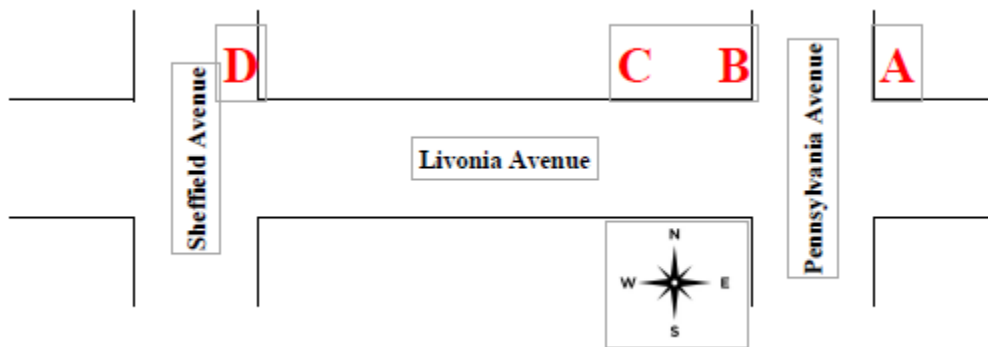 D
C B
A
Sheffield Avenue
Livonia Avenue
Pennsylvania Avenue
N
W E
S